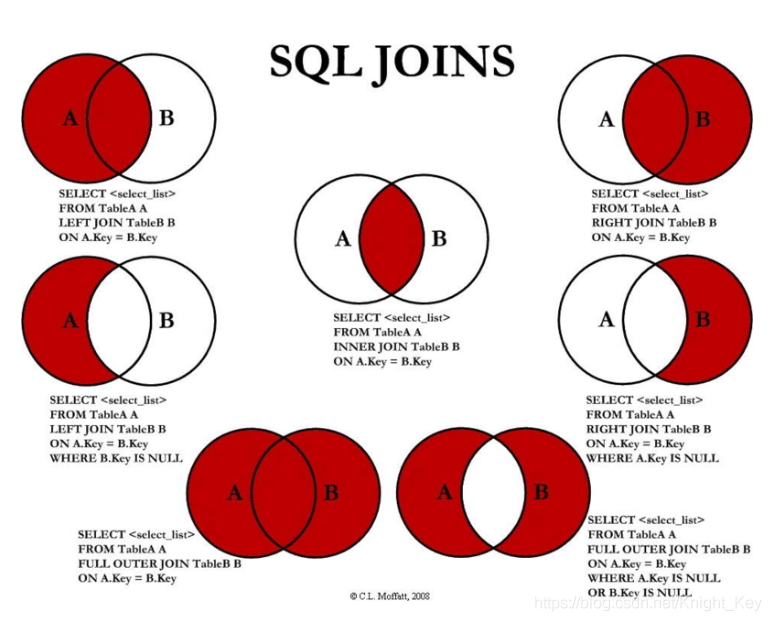 SQL JOINS
A B
SELECT <select_list>
FROM TableA A
LEFT JOIN TableB B
ON A.Key = B.Key
A B
SELECT <select_list>
FROM TableA A
RIGHT JOIN TableB B
ON A.Key = B.Key
A B
SELECT <select_list>
FROM TableA A
INNER JOIN TableB B
ON A.Key = B.Key
A B
SELECT <select_list>
FROM TableA A
LEFT JOIN TableB B
ON A.Key = B.Key
WHERE B.Key IS NULL
A B
SELECT <select_list>
FROM TableA A
RIGHT JOIN TableB B
ON A.Key = B.Key
WHERE A.Key IS NULL
A B
SELECT <select_list>
FROM TableA A
FULL OUTER JOIN TableB B
ON A.Key = B.Key
A B
SELECT <select_list>
FROM TableA A
FULL OUTER JOIN TableB B
ON A.Key = B.Key
WHERE A.Key IS NULL
OR B.Key IS NULL
© C.L. Moffatt, 2008
https://blog.csdn.net/Knight_Key